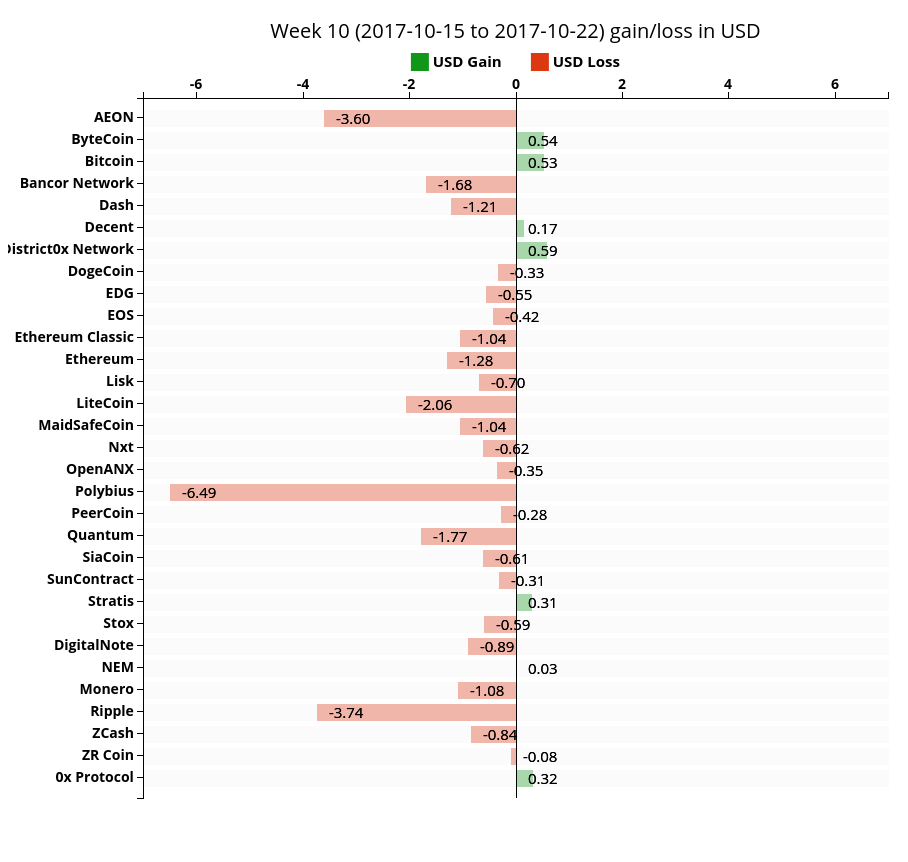 Week 10 (2017-10-15 to 2017-10-22) gain/loss in USD
USD Gain USD Loss
-6 -4 -2 0 2 4 6
AEON -3.60
ByteCoin 0.54
Bitcoin 0.53
Bancor Network -1.68
Dash -1.21
Decent 0.17
District0x Network 0.59
DogeCoin -0.33
EDG -0.55
EOS -0.42
Ethereum Classic -1.04
Ethereum -1.28
Lisk -0.70
LiteCoin -2.06
MaidSafeCoin -1.04
Nxt -0.62
OpenANX -0.35
Polybius -6.49
PeerCoin -0.28
Quantum -1.77
SiaCoin -0.61
SunContract -0.31
Stratis 0.31
Stox -0.59
DigitalNote -0.89
NEM 0.03
Monero -1.08
Ripple -3.74
ZCash -0.84
ZR Coin -0.08
0x Protocol 0.32